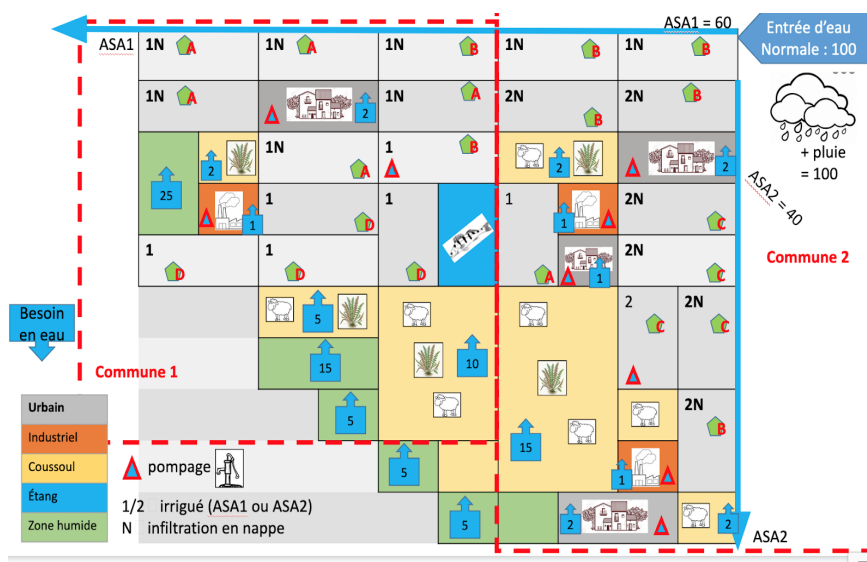 ASA1 = 60
Entrée d'eau
Normale : 100
ASA1 1N A 1N A 1N B 1N B 1N B
1N A 2 1N A 2N B 2N B
+ pluie
= 100
25 2 1N A 1 B 2 2
ASA2 = 40
1 1 D 1 1 1 2N C
1 D 1 D D A 1 2N C
Commune 2
Besoin
en eau
5 2 C 2N C
10
15
Commune 1
5 15 2N B
Urbain
Industriel
Coussoul
Étang
Zone humide
pompage
5 1
1/2 irrigué (ASA1 ou ASA2)
N infiltration en nappe
5 2 2
ASA2